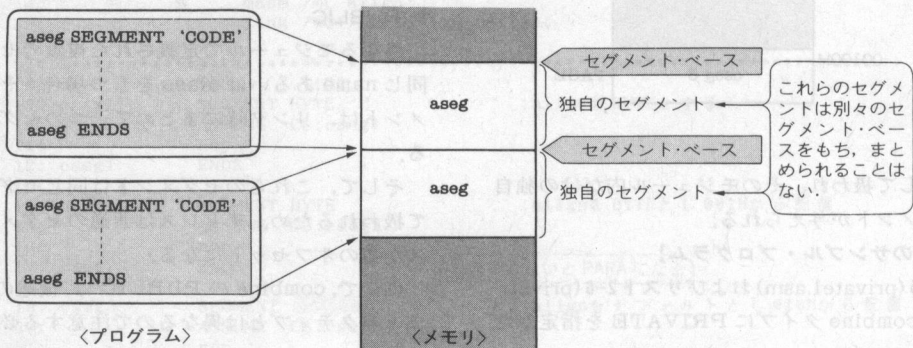 aseg SEGMENT ‘CODE’
aseg ENDS
aseg SEGMENT ‘CODE’
aseg ENDS
〈プログラム〉
aseg
aseg
〈メモリ〉
セグメント・ベース
独自のセグメント
セグメント・ベース
独自のセグメント
これらのセグメ
ントは別々のセ
グメント・ベー
スをもち，まと
められることは
ない